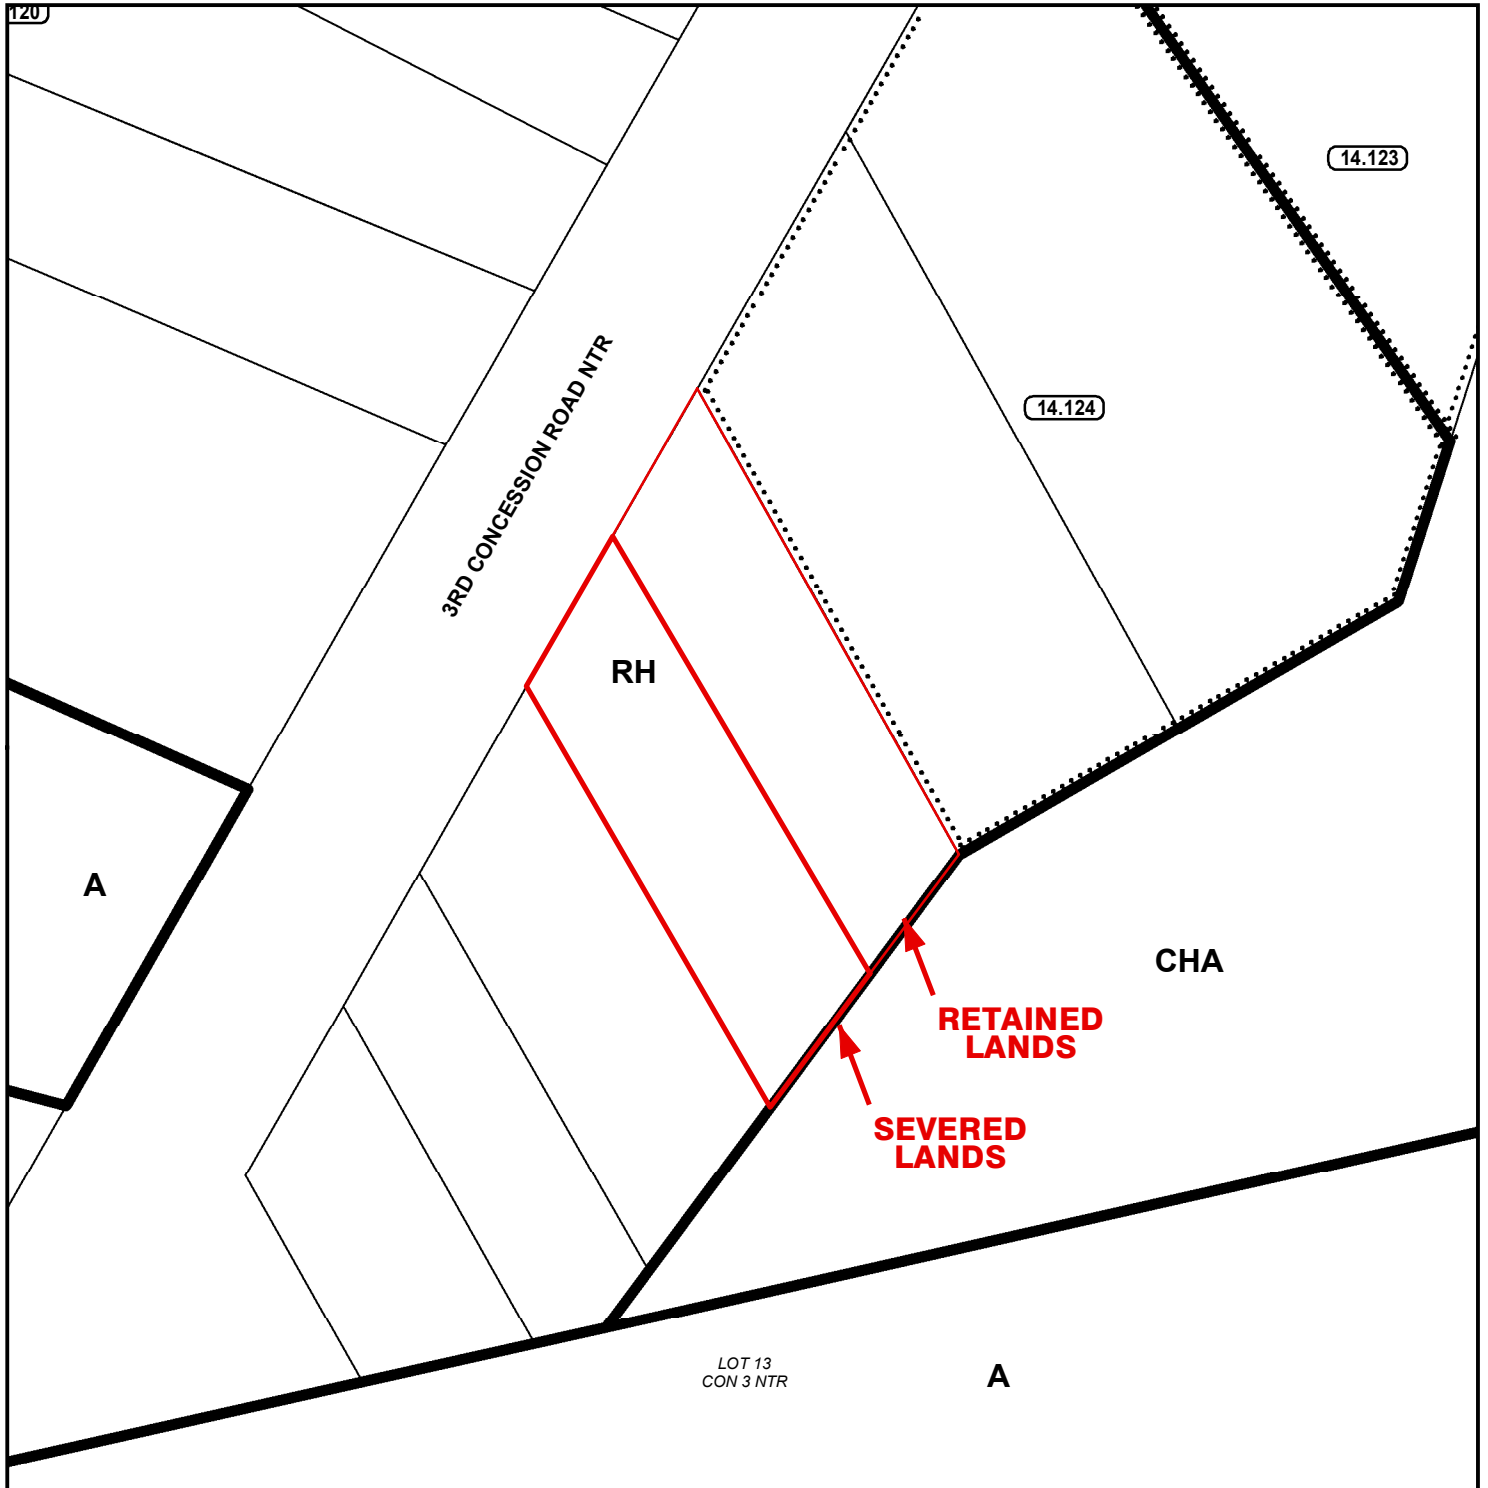 120
14.123
14.124
3RD CONCESSION ROAD NTR
RH
A
CHA
RETAINED
LANDS
SEVERED
LANDS
LOT 13
CON 3 NTR
A